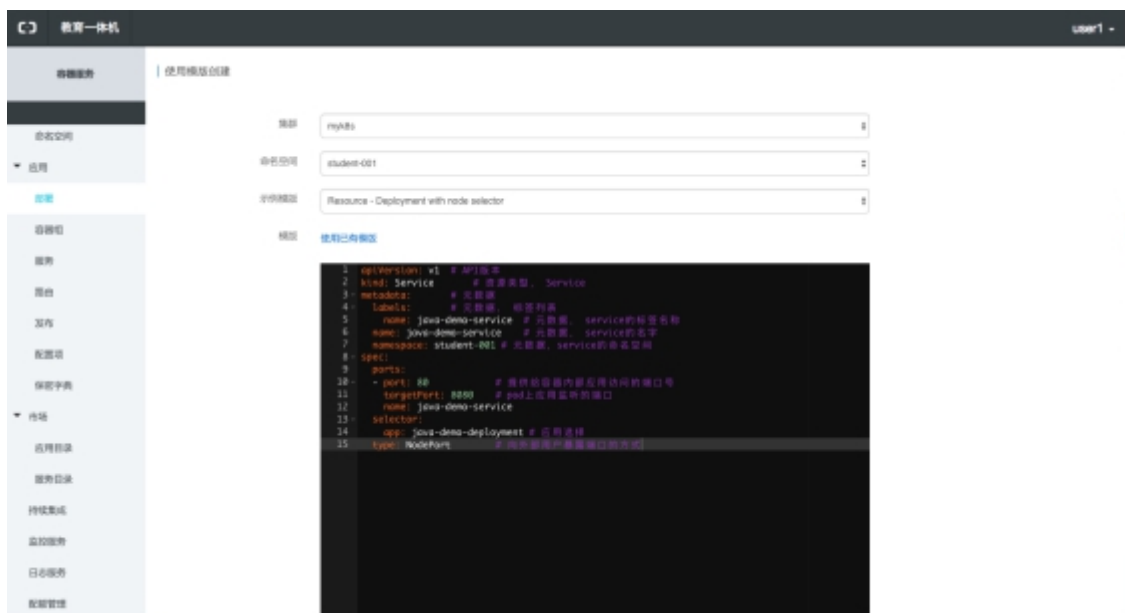 教育一体机
user1
容器服务
使用模版创建
集群
myk8s
命名空间
命名空间
student-001
应用
部署
示例模版
Resource - Deployment with node selector
容器组
模版
使用已有模版
服务
路由
发布
配置项
保密字典
市场
应用目录
服务目录
持续集成
监控服务
日志服务
配额管理
1 apiVersion: v1 # API版本
2 kind: Service # 资源类型, Service
3 metadata: # 元数据
4 labels: # 元数据, 标签列表
5 name: java-demo-service # 元数据, service的标签名称
6 name: java-demo-service # 元数据, service的名字
7 namespace: student-001 # 元数据, service的命名空间
8 spec:
9 ports:
10 - port: 80 # 提供给容器内部应用访问的端口号
11 targetPort: 8080 # pod上应用监听的端口
12 name: java-demo-service
13 selector:
14 app: java-demo-deployment # 应用选择
15 type: NodePort # 向外部用户暴露端口的方式